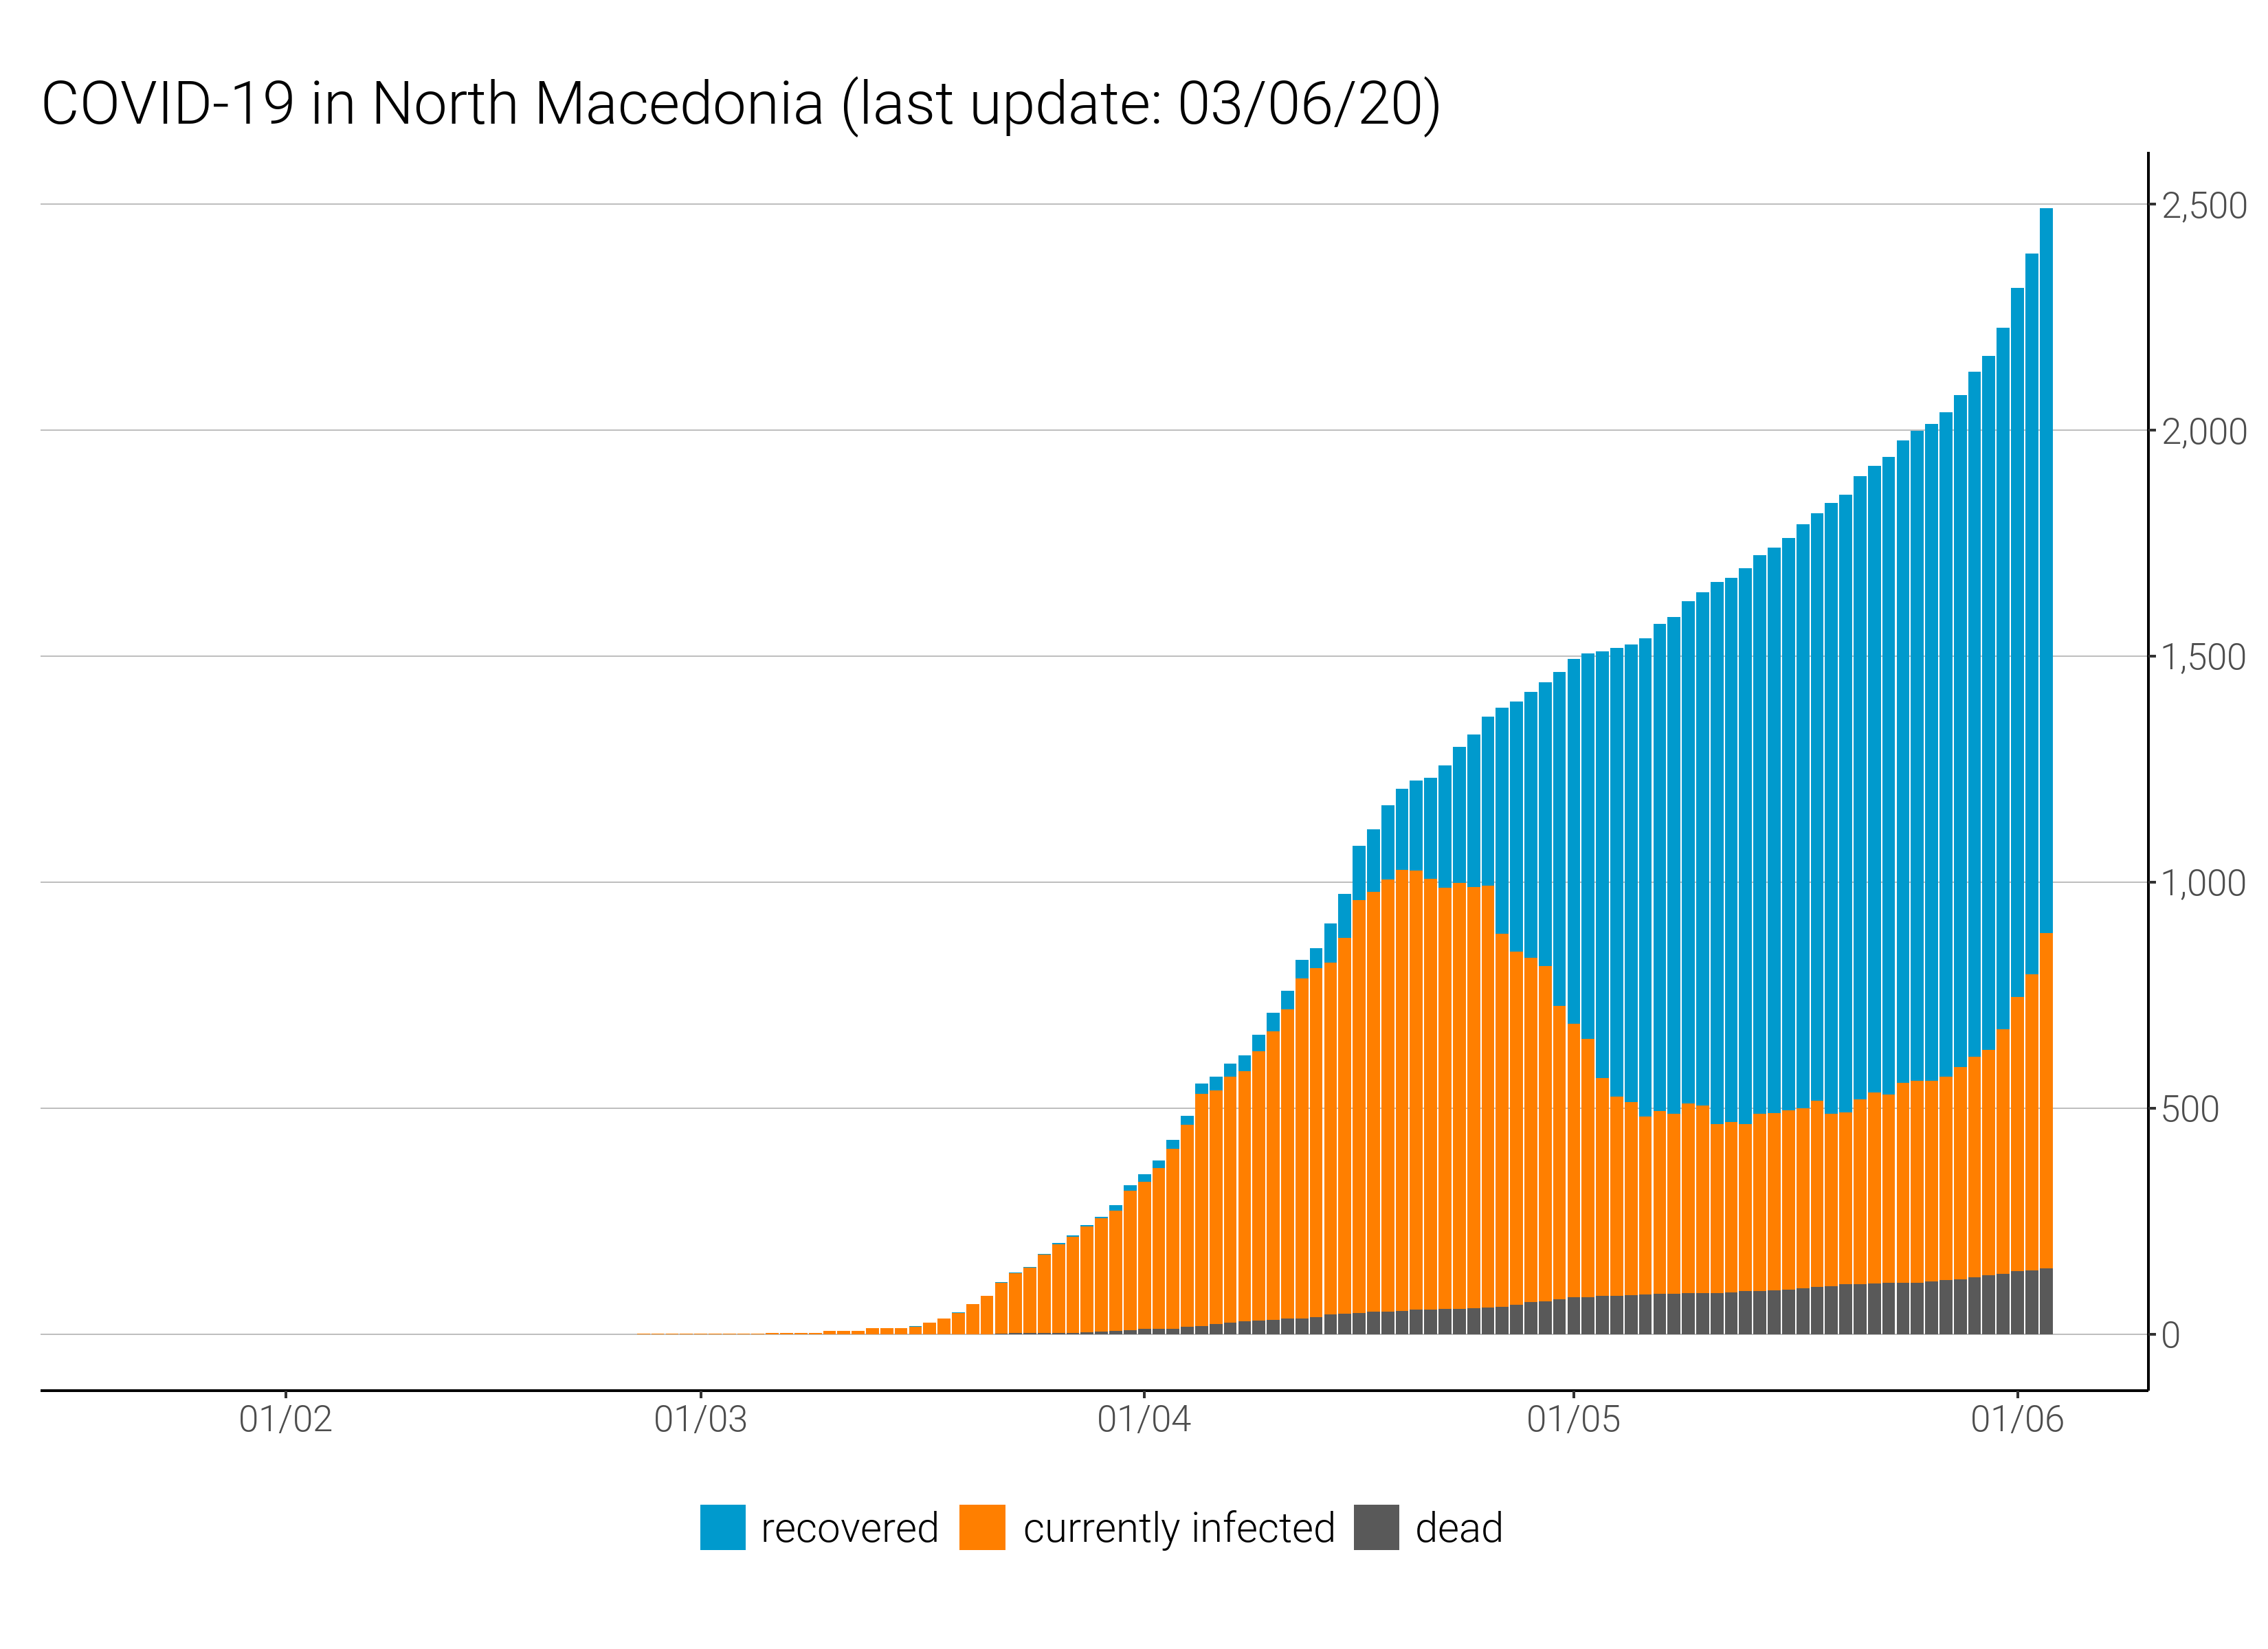 COVID-19 in North Macedonia (last update: 03/06/20)
2,500
2,000
1,500
1,000
500
0
01/02 01/03 01/04 01/05 01/06
recovered currently infected dead